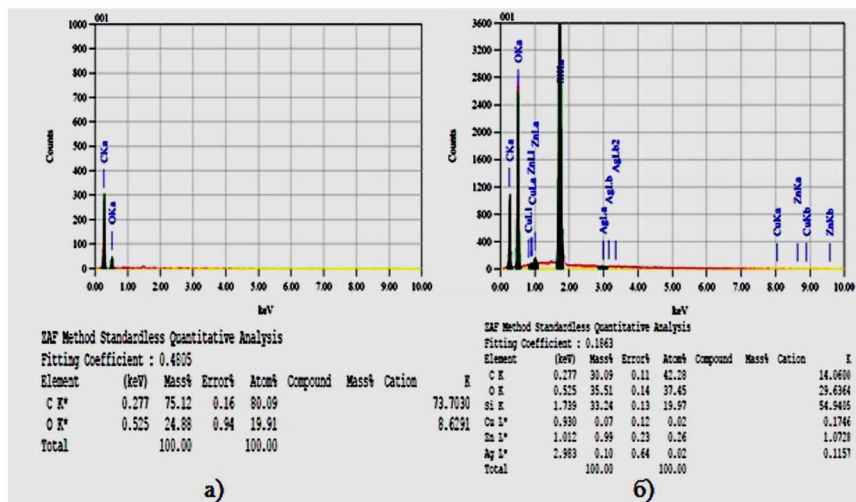 001
1000
900
800
700
600
500
400
300
200
100
0
Counts
CKa
OKa
0.00 1.00 2.00 3.00 4.00 5.00 6.00 7.00 8.00 9.00 10.00
keV
ZAF Method Standardless Quantitative Analysis
Fitting Coefficient : 0.4805
Element (keV) Mass% Error% Atom% Compound Mass% Cation K
C K* 0.277 75.12 0.16 80.09 73.7030
O K* 0.525 24.88 0.94 19.91 8.6291
Total 100.00 100.00
а)
001
3600
3200
2800
2400
2000
1600
1200
800
400
0
Counts
CKa
OKa
CuLl
CuLa
ZnLl
ZnLa
AgLa
AgLb
AgLb2
CuKa
ZnKa
CuKb
ZnKb
0.00 1.00 2.00 3.00 4.00 5.00 6.00 7.00 8.00 9.00 10.00
keV
ZAF Method Standardless Quantitative Analysis
Fitting Coefficient : 0.1863
Element (keV) Mass% Error% Atom% Compound Mass% Cation K
C K 0.277 30.09 0.11 42.28 14.0600
O K 0.525 35.51 0.14 37.45 29.6364
Si K 1.739 33.24 0.13 19.97 54.9405
Cu L* 0.930 0.07 0.12 0.02 0.1746
Zn L* 1.012 0.99 0.23 0.26 1.0728
Ag L* 2.983 0.10 0.64 0.02 0.1157
Total 100.00 100.00
б)